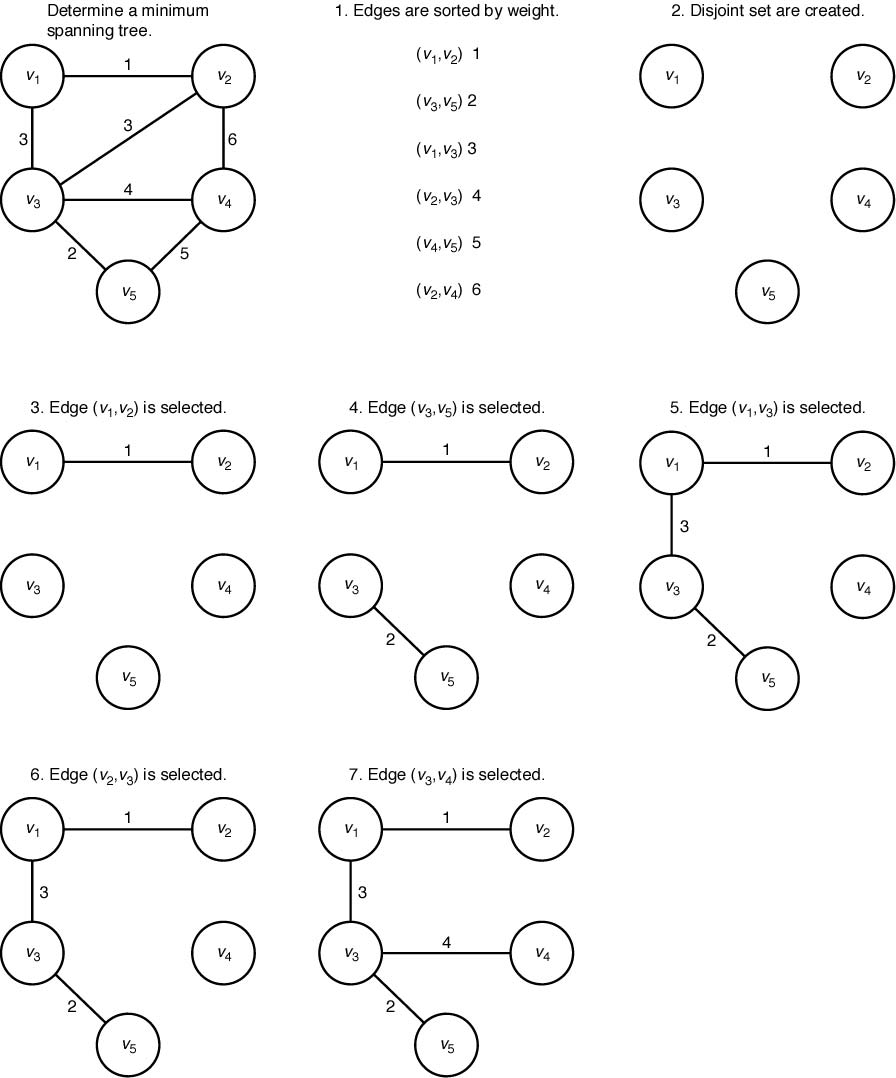 Determine a minimum
spanning tree.
1. Edges are sorted by weight.
2. Disjoint set are created.
v1 1 v2
3 3 6
v3 4 v4
2 5
v5
(v1,v2) 1
(v3,v5) 2
(v1,v3) 3
(v2,v3) 4
(v4,v5) 5
(v2,v4) 6
v1 v2
v3 v4
v5
3. Edge (v1,v2) is selected.
v1 1 v2
v3 v4
v5
4. Edge (v3,v5) is selected.
v1 1 v2
v3 v4
2
v5
5. Edge (v1,v3) is selected.
v1 1 v2
3
v3 v4
2
v5
6. Edge (v2,v3) is selected.
v1 1 v2
3
v3 v4
2
v5
7. Edge (v3,v4) is selected.
v1 1 v2
3
v3 4 v4
2
v5